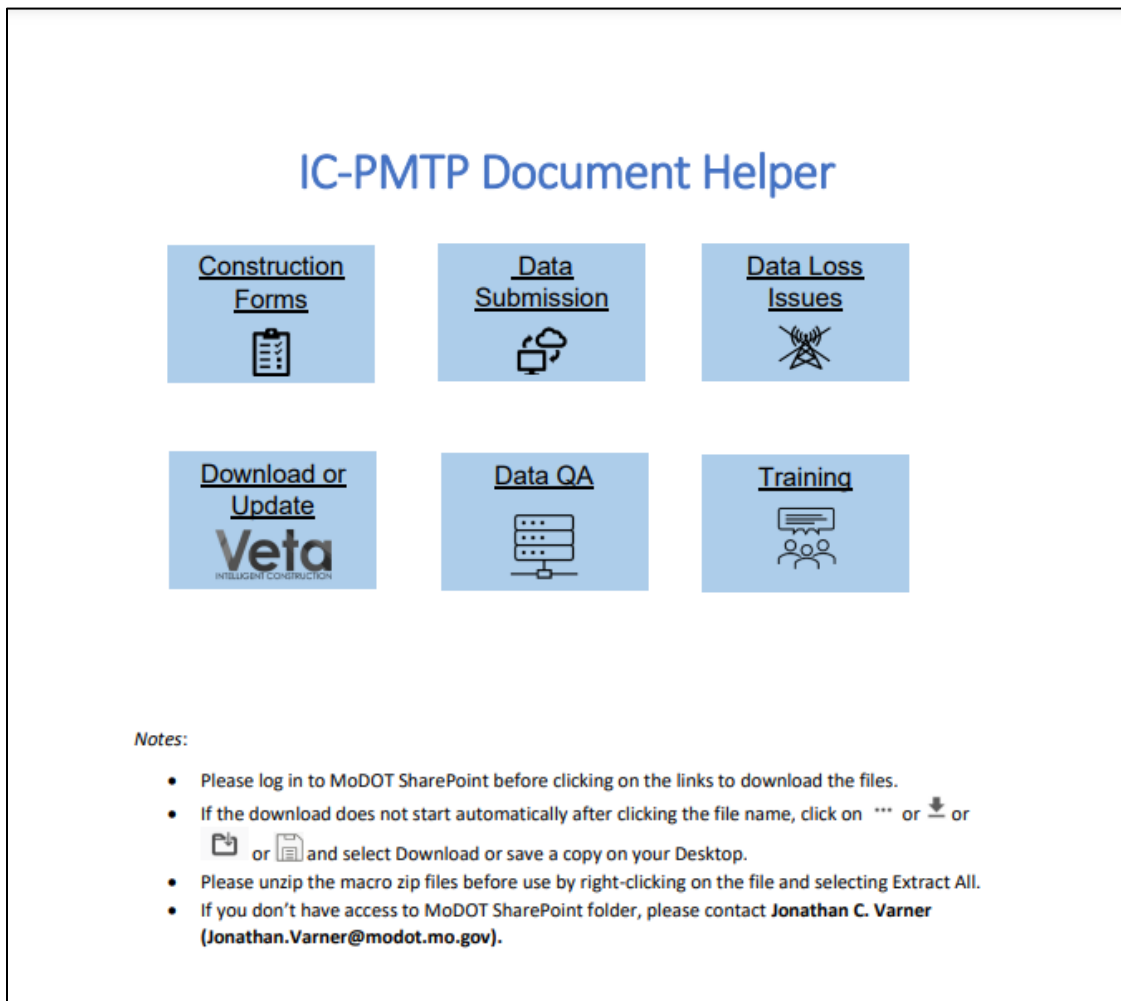 IC-PMTP Document Helper
Construction
Forms
Data
Submission
Data Loss
Issues
Download or
Update
Veta
INTELLIGENT CONSTRUCTION
Data QA
Training
Notes:
• Please log in to MoDOT SharePoint before clicking on the links to download the files.
• If the download does not start automatically after clicking the file name, click on ··· or or
or and select Download or save a copy on your Desktop.
• Please unzip the macro zip files before use by right-clicking on the file and selecting Extract All.
• If you don’t have access to MoDOT SharePoint folder, please contact Jonathan C. Varner
(Jonathan.Varner@modot.mo.gov).